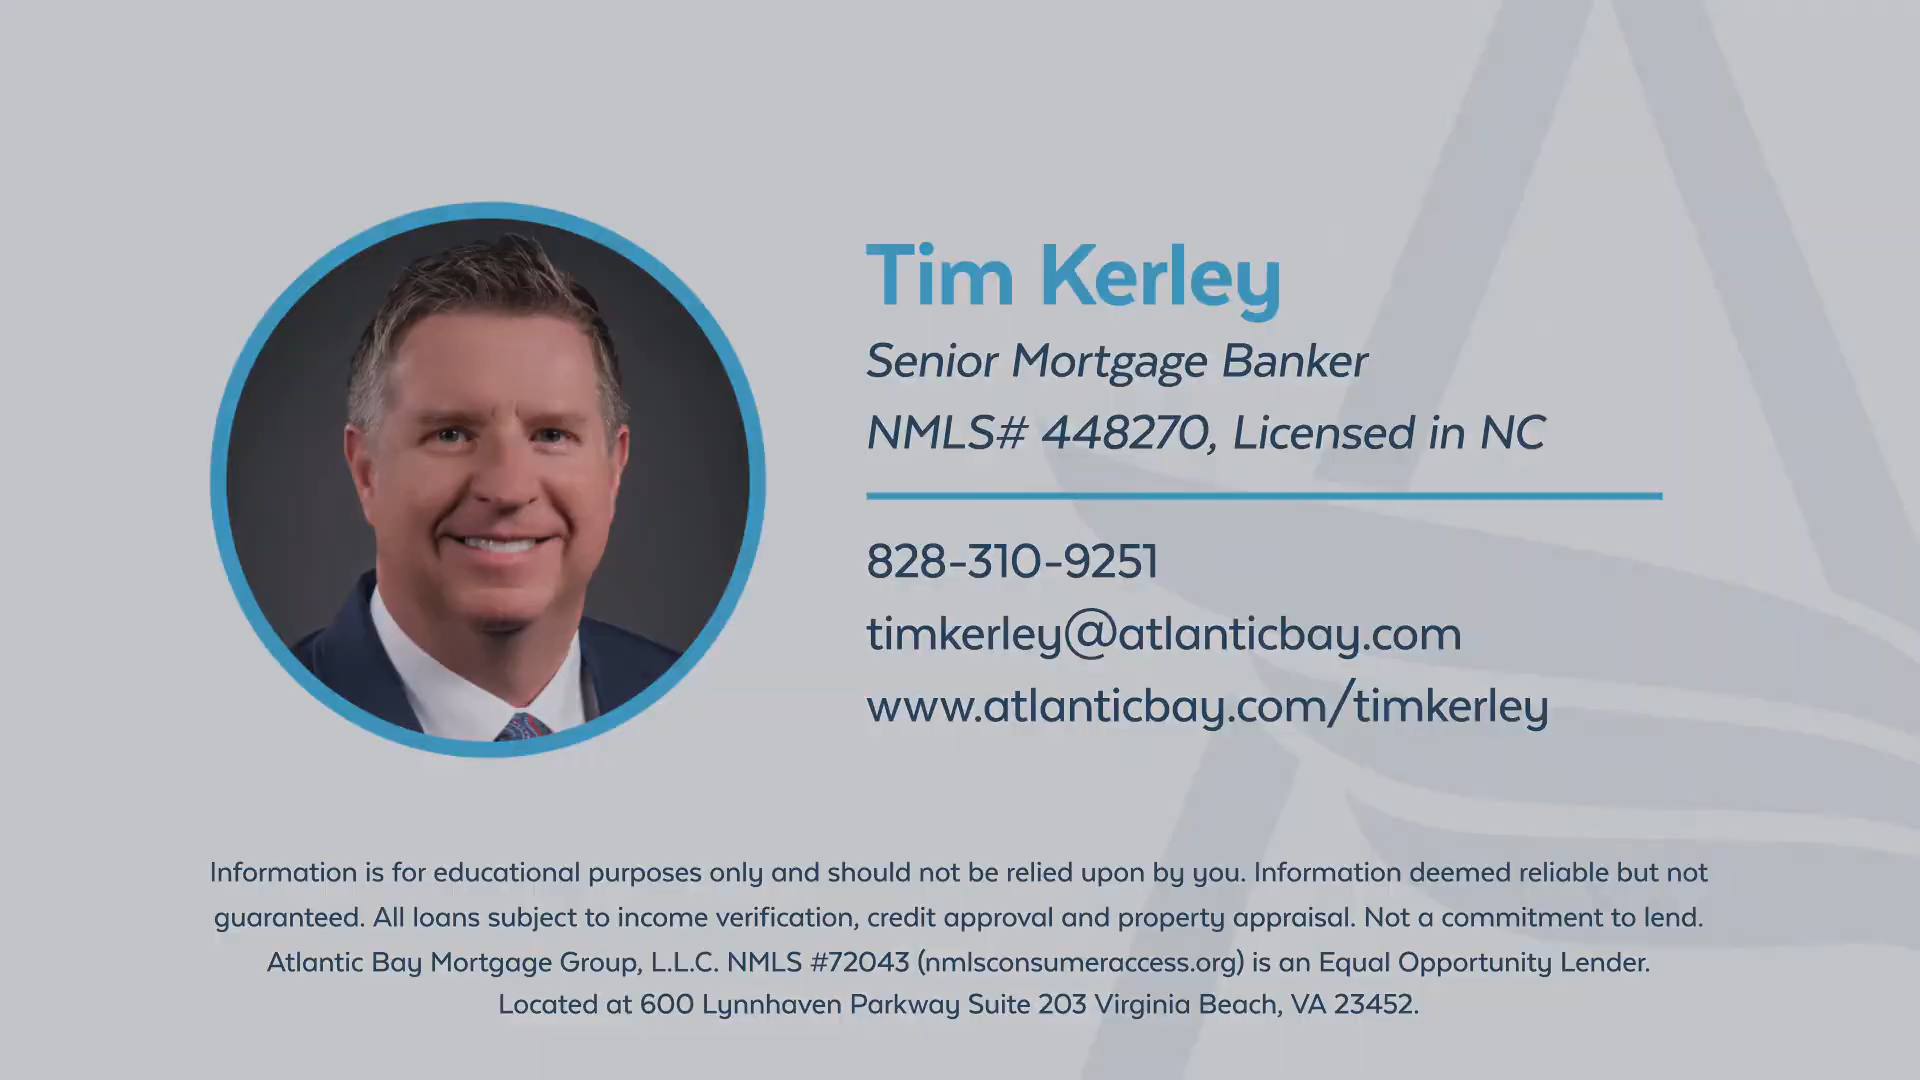 Tim Kerley
Senior Mortgage Banker
NMLS# 448270, Licensed in NC
828-310-9251
timkerley@atlanticbay.com
www.atlanticbay.com/timkerley
Information is for educational purposes only and should not be relied upon by you. Information deemed reliable but not
guaranteed. All loans subject to income verification, credit approval and property appraisal. Not a commitment to lend.
Atlantic Bay Mortgage Group, L.L.C. NMLS #72043 (nmlsconsumeraccess.org) is an Equal Opportunity Lender.
Located at 600 Lynnhaven Parkway Suite 203 Virginia Beach, VA 23452.